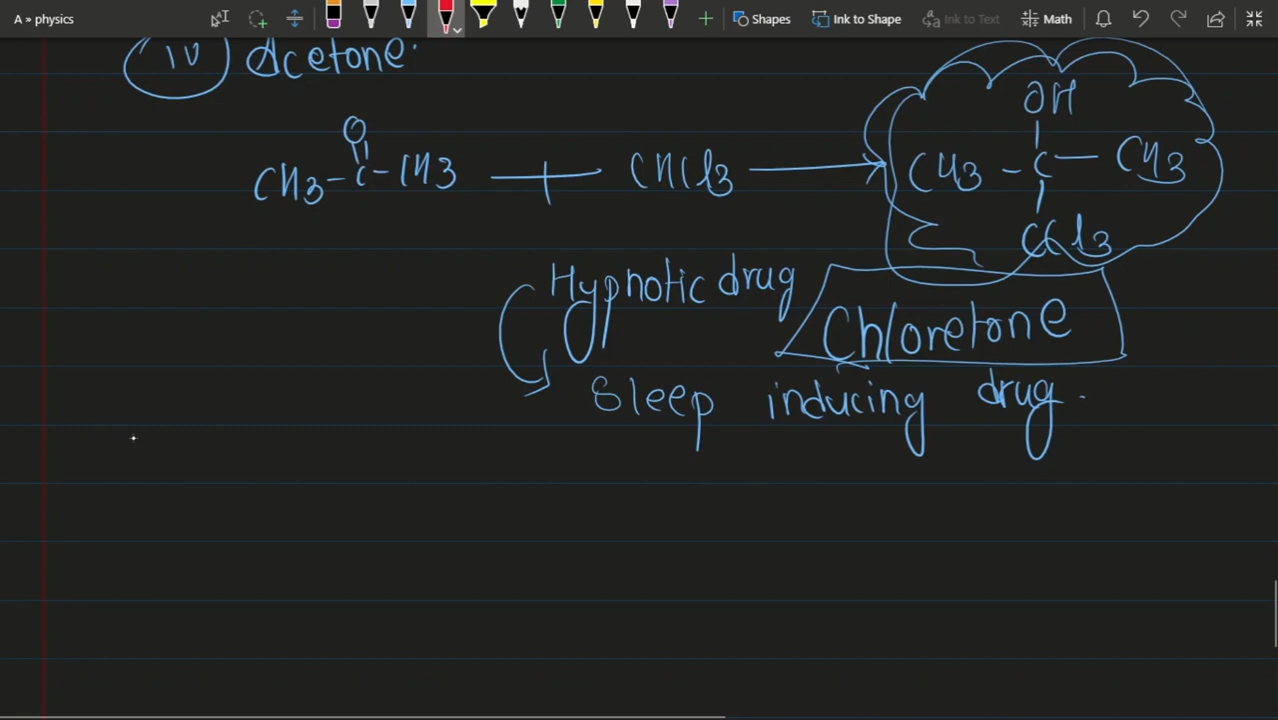 A » physics
Shapes Ink to Shape Ink to Text Math
(iv) Acetone.
O OH
CH3 - C - CH3 + CHCl3 → CH3 - C - CH3
CCl3
Hypnotic drug
Chloretone
Sleep inducing drug.